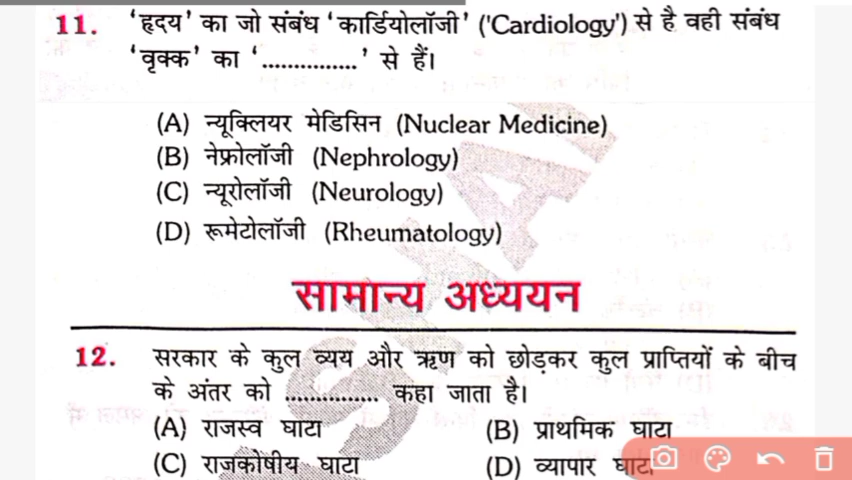 11. 'हृदय' का जो संबंध 'कार्डियोलॉजी' ('Cardiology') से है वही संबंध
'वृक्क' का '...............' से हैं।
(A) न्यूक्लियर मेडिसिन (Nuclear Medicine)
(B) नेफ्रोलॉजी (Nephrology)
(C) न्यूरोलॉजी (Neurology)
(D) रूमेटोलॉजी (Rheumatology)
सामान्य अध्ययन
12. सरकार के कुल व्यय और ऋण को छोड़कर कुल प्राप्तियों के बीच
के अंतर को ............... कहा जाता है।
(A) राजस्व घाटा (B) प्राथमिक घाटा
(C) राजकोषीय घाटा (D) व्यापार घाटा